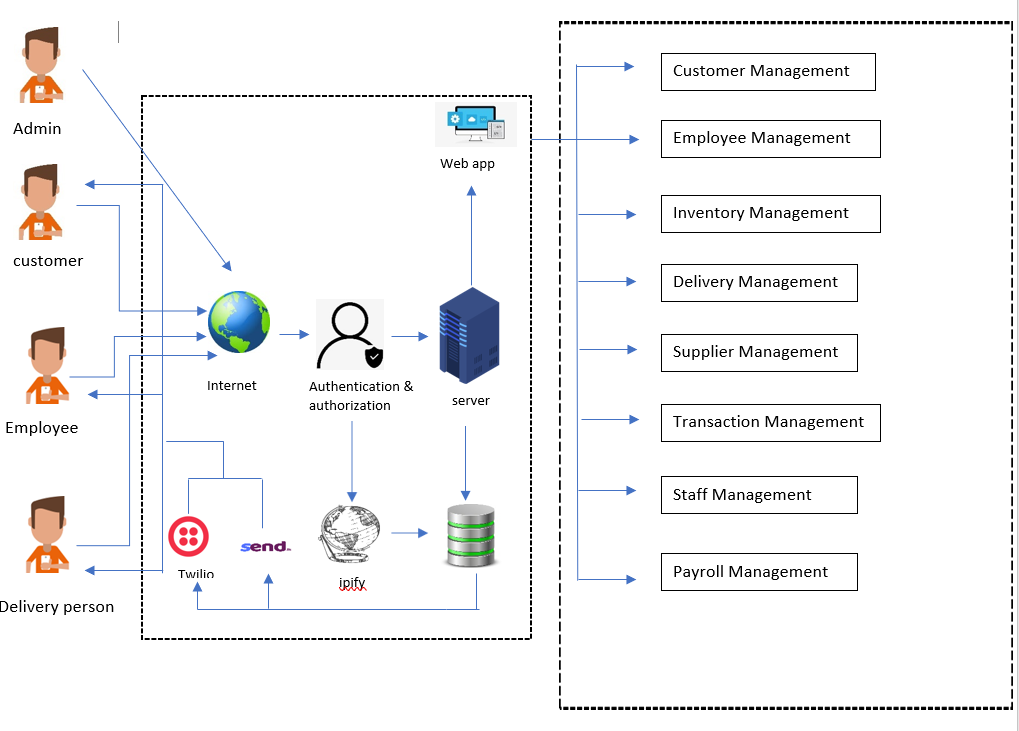 Admin
customer
Employee
Delivery person
Web app
Internet
Authentication &
authorization
server
Twilio
send.
ipify
Customer Management
Employee Management
Inventory Management
Delivery Management
Supplier Management
Transaction Management
Staff Management
Payroll Management